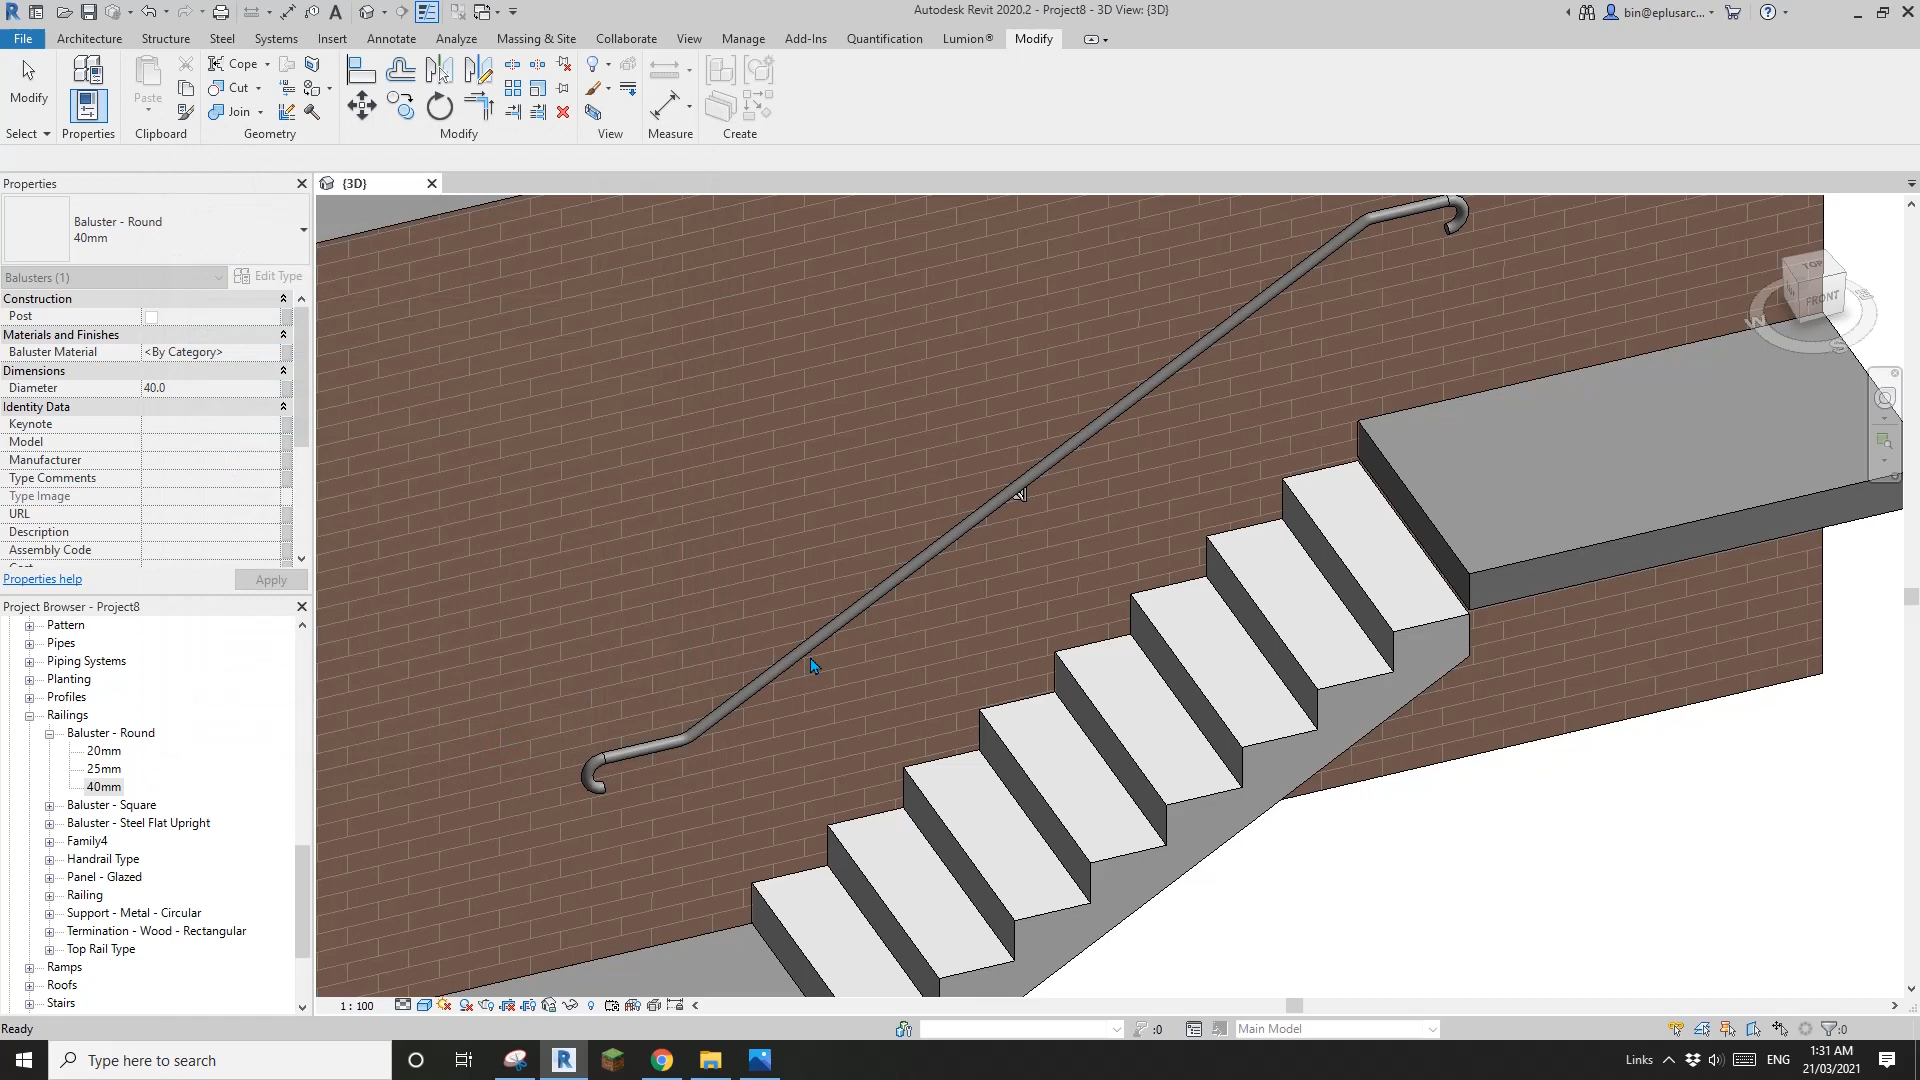 Autodesk Revit 2020.2 - Project8 - 3D View: {3D}
bin@eplusarc...
File Architecture Structure Steel Systems Insert Annotate Analyze Massing & Site Collaborate View Manage Add-Ins Quantification Lumion® Modify
Modify
Paste
Cope
Cut
Join
Select Properties Clipboard Geometry Modify View Measure Create
Properties
{3D}
Baluster - Round
40mm
Balusters (1)
Edit Type
Construction
Post
Materials and Finishes
Baluster Material <By Category>
Dimensions
Diameter 40.0
Identity Data
Keynote
Model
Manufacturer
Type Comments
Type Image
URL
Description
Assembly Code
Properties help
Apply
TOP
FRONT
W
S
E
Project Browser - Project8
Pattern
Pipes
Piping Systems
Planting
Profiles
Railings
Baluster - Round
20mm
25mm
40mm
Baluster - Square
Baluster - Steel Flat Upright
Family4
Handrail Type
Panel - Glazed
Railing
Support - Metal - Circular
Termination - Wood - Rectangular
Top Rail Type
Ramps
Roofs
Stairs
1 : 100
Ready
:0
Main Model
:0
Type here to search
Links
ENG
1:31 AM
21/03/2021